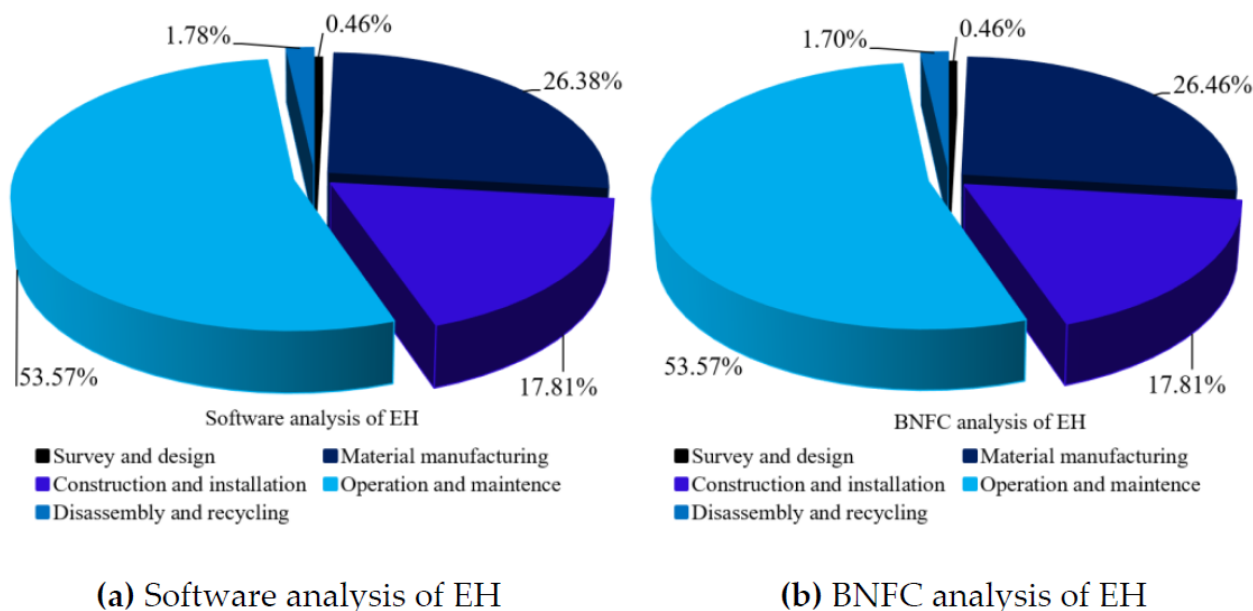 1.78%
0.46%
26.38%
53.57%
17.81%
Software analysis of EH
Survey and design
Material manufacturing
Construction and installation
Operation and maintence
Disassembly and recycling
(a) Software analysis of EH
1.70%
0.46%
26.46%
53.57%
17.81%
BNFC analysis of EH
Survey and design
Material manufacturing
Construction and installation
Operation and maintence
Disassembly and recycling
(b) BNFC analysis of EH